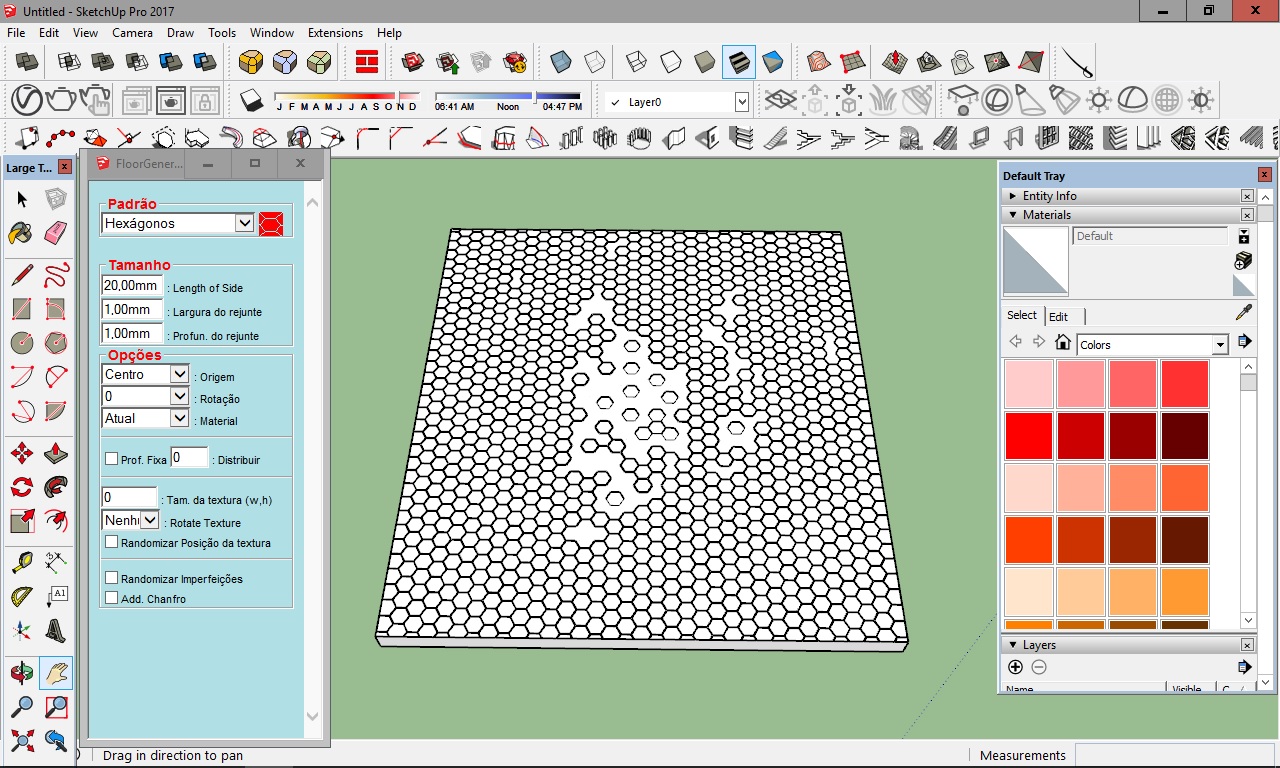 Untitled - SketchUp Pro 2017
File Edit View Camera Draw Tools Window Extensions Help
J F M A M J J A S O N D
06:41 AM Noon 04:47 PM
Layer0
Large T...
FloorGener...
Padrão
Hexágonos
Tamanho
20,00mm : Length of Side
1,00mm : Largura do rejunte
1,00mm : Profun. do rejunte
Opções
Centro : Origem
0 : Rotação
Atual : Material
Prof. Fixa 0 : Distribuir
0 : Tam. da textura (w,h)
Nenh : Rotate Texture
Randomizar Posição da textura
Randomizar Imperfeições
Add. Chanfro
A1
Default Tray
Entity Info
Materials
Default
Select Edit
Colors
Layers
Name Visible C
Drag in direction to pan
Measurements